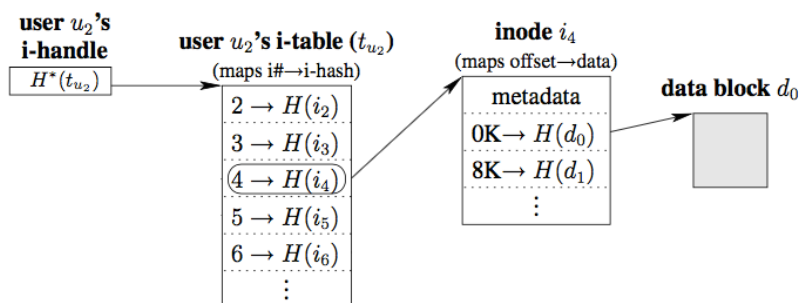 user u₂'s
i-handle
H*(t_u₂)
user u₂'s i-table (t_u₂)
(maps i#→i-hash)
2 → H(i₂)
3 → H(i₃)
4 → H(i₄)
5 → H(i₅)
6 → H(i₆)
⋮
inode i₄
(maps offset→data)
metadata
0K→ H(d₀)
8K→ H(d₁)
⋮
data block d₀